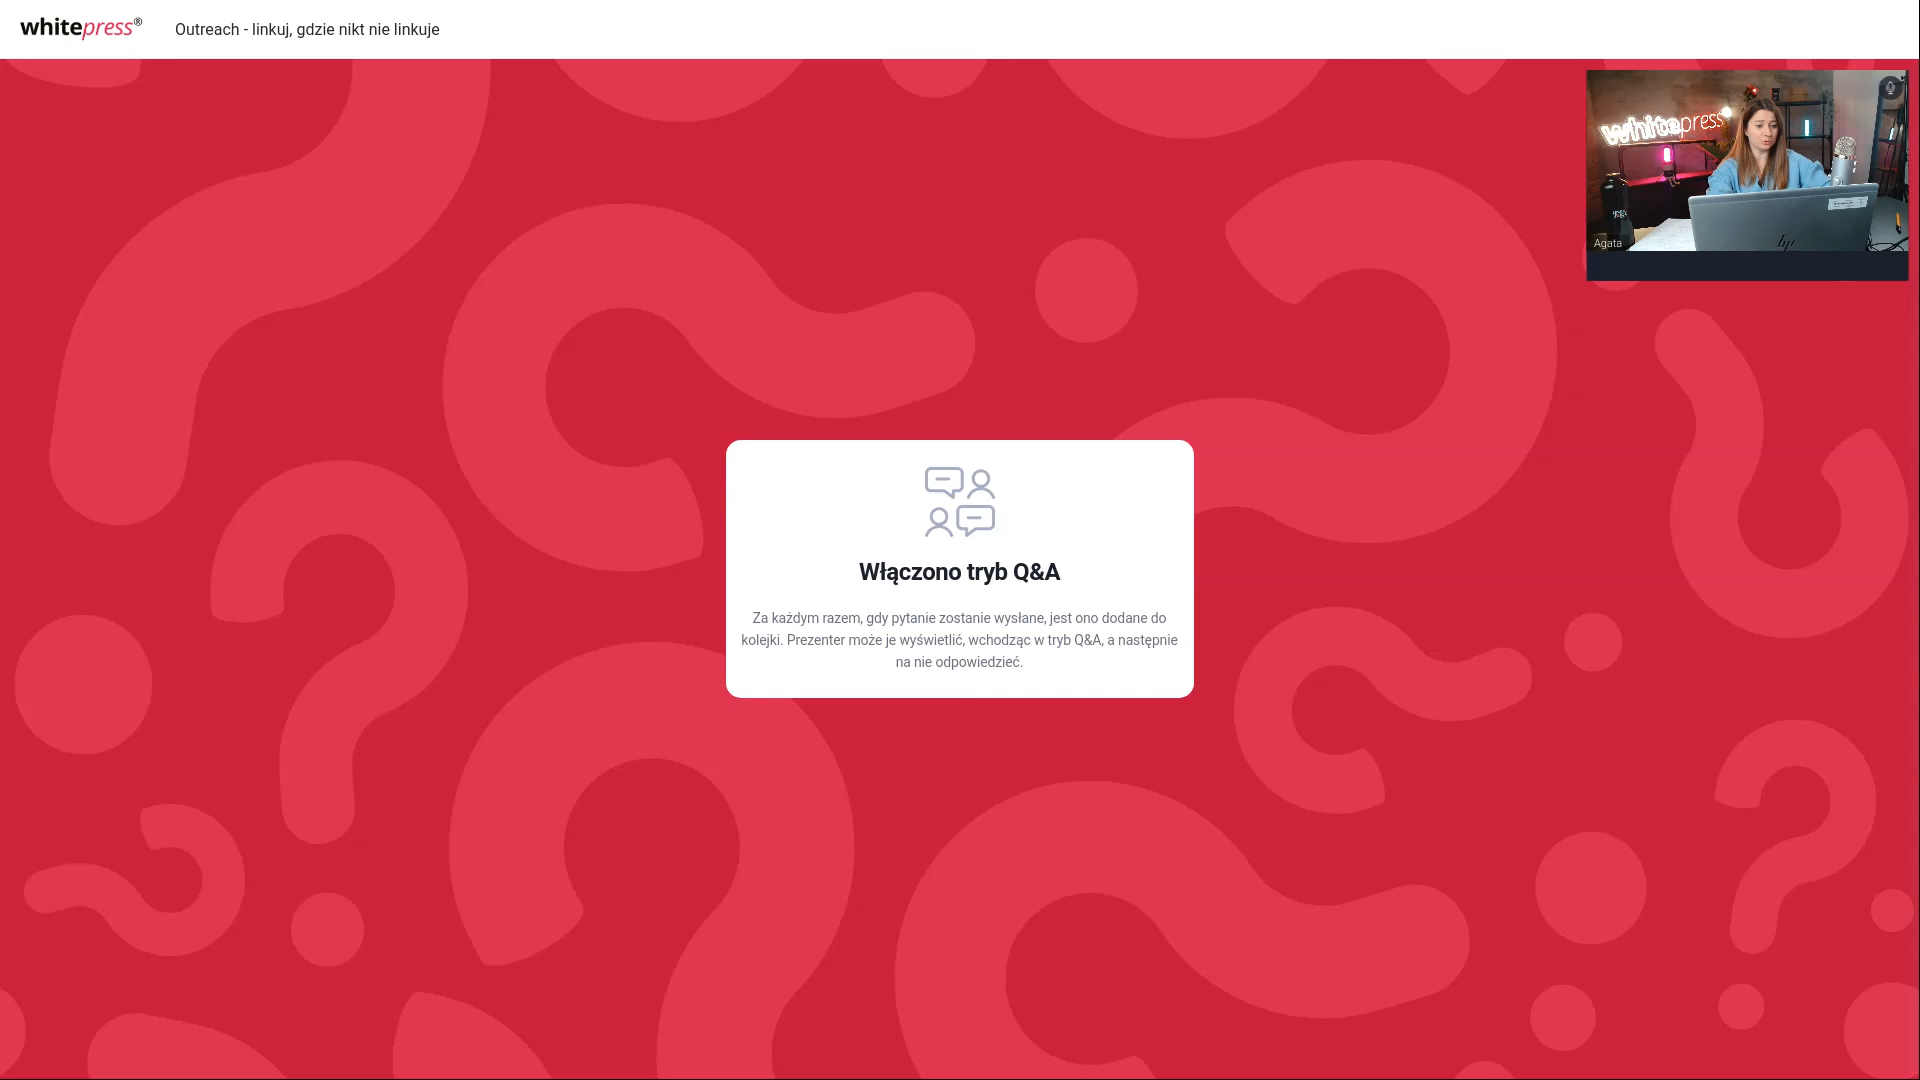 whitepress®
Outreach - linkuj, gdzie nikt nie linkuje
whitepress
hp
Agata
Włączono tryb Q&A
Za każdym razem, gdy pytanie zostanie wysłane, jest ono dodane do
kolejki. Prezenter może je wyświetlić, wchodząc w tryb Q&A, a następnie
na nie odpowiedzieć.